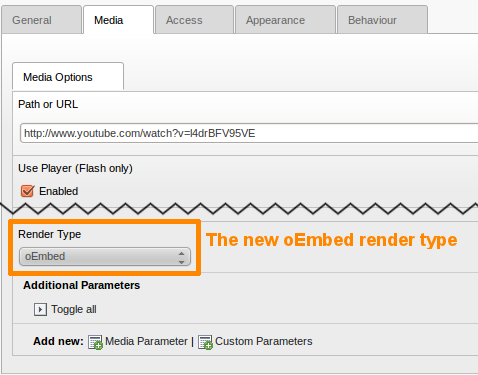 General Media Access Appearance Behaviour
Media Options
Path or URL
http://www.youtube.com/watch?v=l4drBFV95VE
Use Player (Flash only)
Enabled
Render Type
The new oEmbed render type
oEmbed
Additional Parameters
Toggle all
Add new: Media Parameter | Custom Parameters